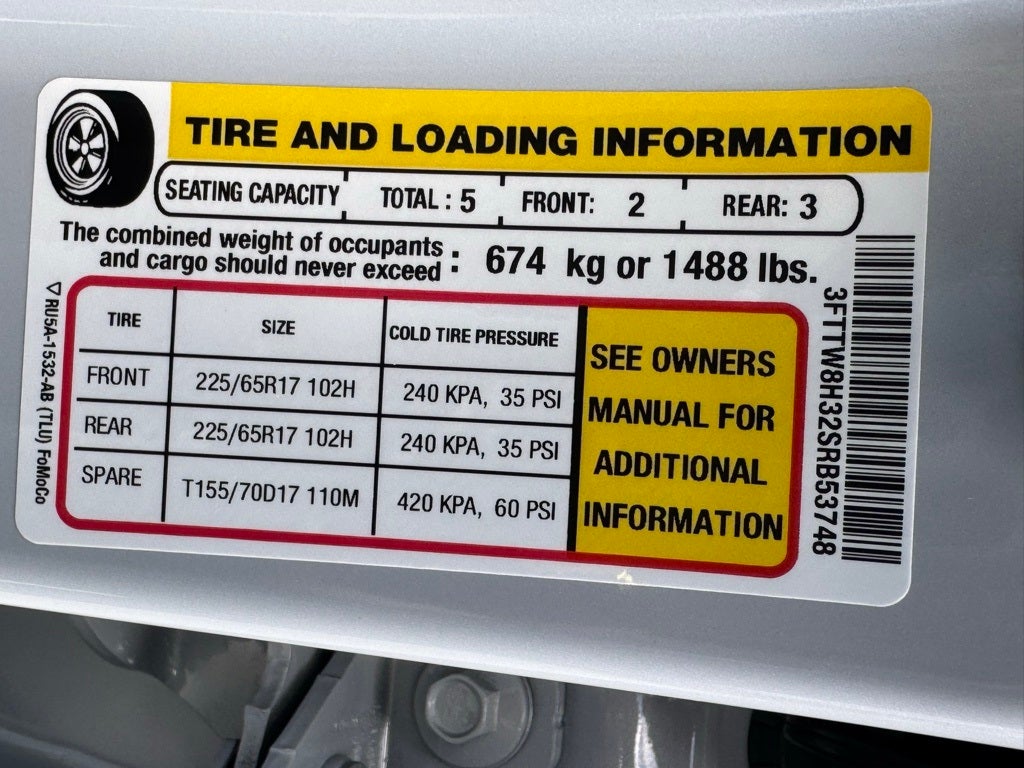 TIRE AND LOADING INFORMATION
SEATING CAPACITY TOTAL : 5 FRONT: 2 REAR: 3
The combined weight of occupants
and cargo should never exceed : 674 kg or 1488 lbs.
TIRE SIZE COLD TIRE PRESSURE
FRONT 225/65R17 102H 240 KPA, 35 PSI
REAR 225/65R17 102H 240 KPA, 35 PSI
SPARE T155/70D17 110M 420 KPA, 60 PSI
SEE OWNERS
MANUAL FOR
ADDITIONAL
INFORMATION
▽RU5A-1532-AB (TLU) FoMoCo
3FTTW8H32SRB53748